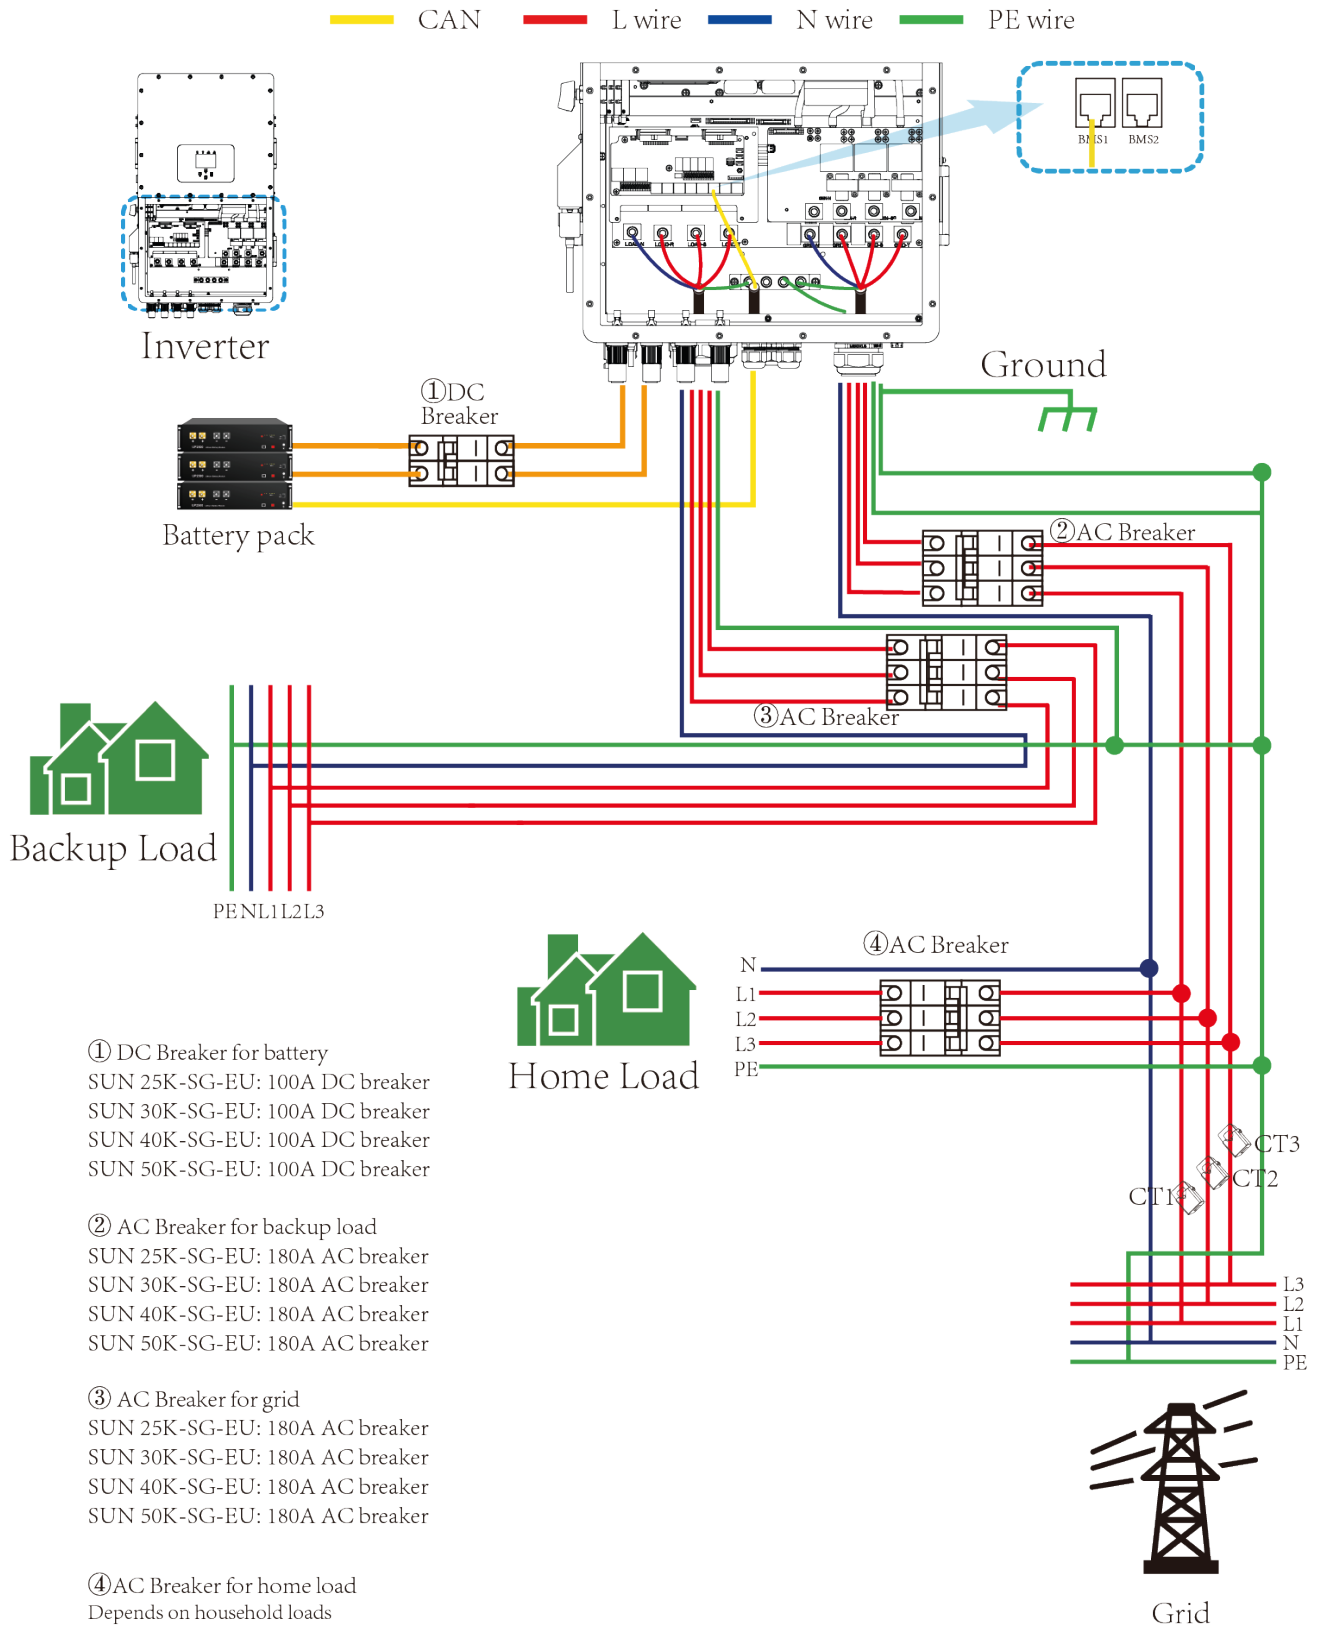 CAN L wire N wire PE wire
BMS1 BMS2
Inverter
Ground
①DC
Breaker
Battery pack
②AC Breaker
③AC Breaker
Backup Load
PE N L1 L2 L3
④AC Breaker
N
L1
L2
L3
PE
Home Load
① DC Breaker for battery
SUN 25K-SG-EU: 100A DC breaker
SUN 30K-SG-EU: 100A DC breaker
SUN 40K-SG-EU: 100A DC breaker
SUN 50K-SG-EU: 100A DC breaker
② AC Breaker for backup load
SUN 25K-SG-EU: 180A AC breaker
SUN 30K-SG-EU: 180A AC breaker
SUN 40K-SG-EU: 180A AC breaker
SUN 50K-SG-EU: 180A AC breaker
③ AC Breaker for grid
SUN 25K-SG-EU: 180A AC breaker
SUN 30K-SG-EU: 180A AC breaker
SUN 40K-SG-EU: 180A AC breaker
SUN 50K-SG-EU: 180A AC breaker
④AC Breaker for home load
Depends on household loads
CT3
CT2
CT1
L3
L2
L1
N
PE
Grid